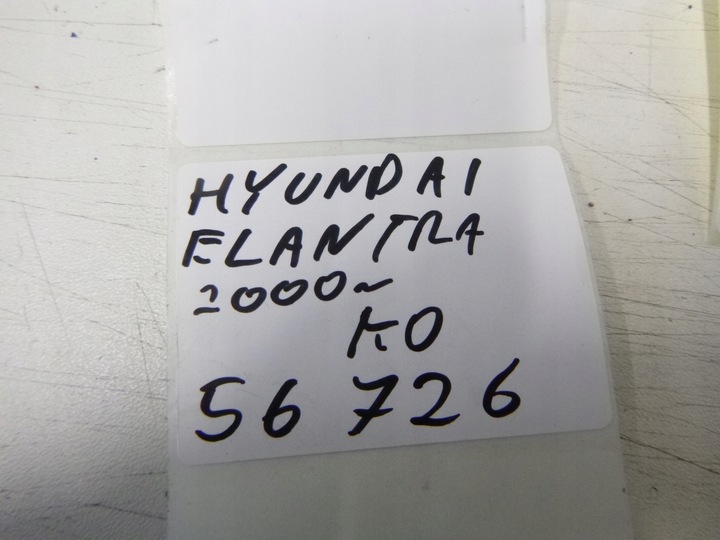 HYUNDAI
ELANTRA
2000~
KO
56 726